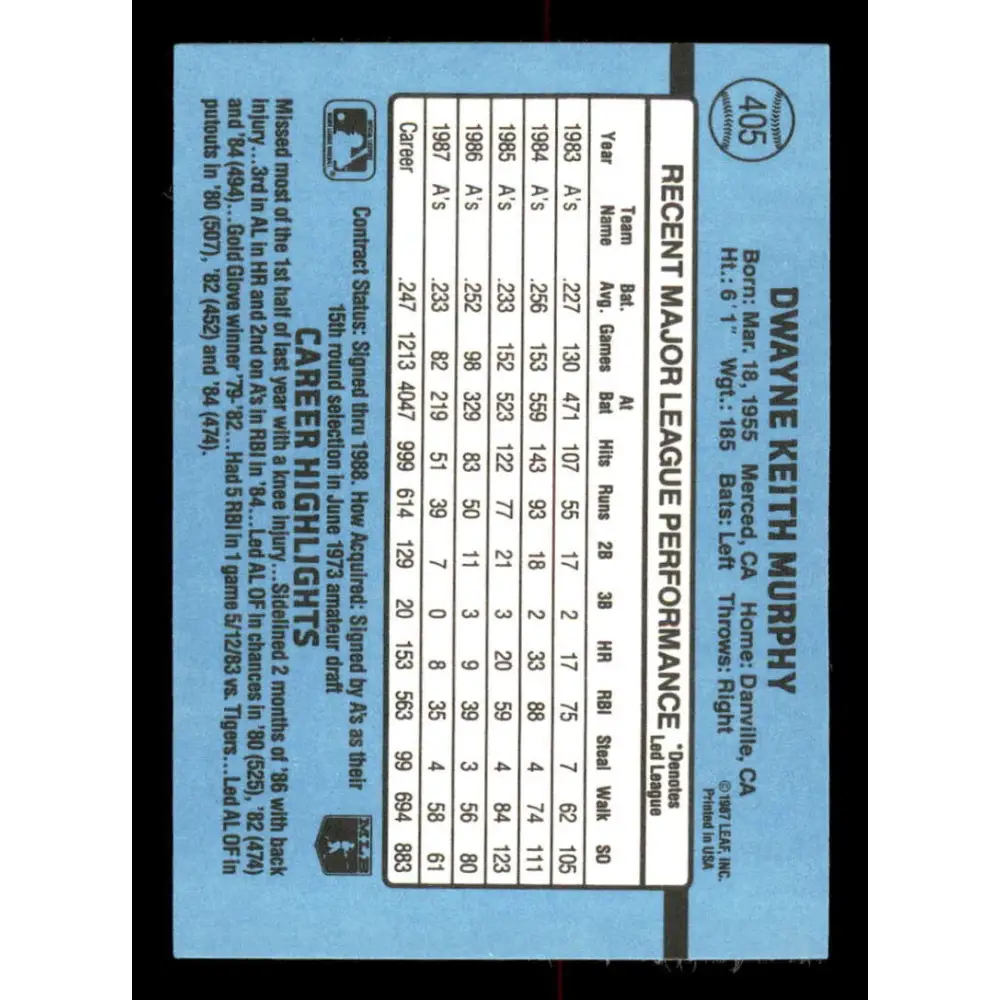 405
DWAYNE KEITH MURPHY
Born: Mar. 18, 1955 Merced, CA Home: Danville, CA
Ht.: 6'1" Wgt.: 185 Bats: Left Throws: Right
©1987 LEAF, INC.
Printed in USA
RECENT MAJOR LEAGUE PERFORMANCE *Denotes Led League
Year Team Name Bat. Avg. Games At Bat Hits Runs 2B 3B HR RBI Steal Walk SO
1983 A's .227 130 471 107 55 17 2 17 75 7 62 105
1984 A's .256 153 559 143 93 18 2 33 88 4 74 111
1985 A's .233 152 523 122 77 21 3 20 59 4 84 123
1986 A's .252 98 329 83 50 11 3 9 39 3 56 80
1987 A's .233 82 219 51 39 7 0 8 35 4 58 61
Career .247 1213 4047 999 614 129 20 153 563 99 694 883
Contract Status: Signed thru 1988. How Acquired: Signed by A's as their
15th round selection in June 1973 amateur draft
MLB
CAREER HIGHLIGHTS
Missed most of the 1st half of last year with a knee injury...Sidelined 2 months of '86 with back
injury...3rd in AL in HR and 2nd on A's in RBI in '84...Led AL OF in chances in '80 (525), '82 (474)
and '84 (494)...Gold Glove winner '79-'82...Had 5 RBI in 1 game 5/12/83 vs. Tigers...Led AL OF in
putouts in '80 (507), '82 (452) and '84 (474).